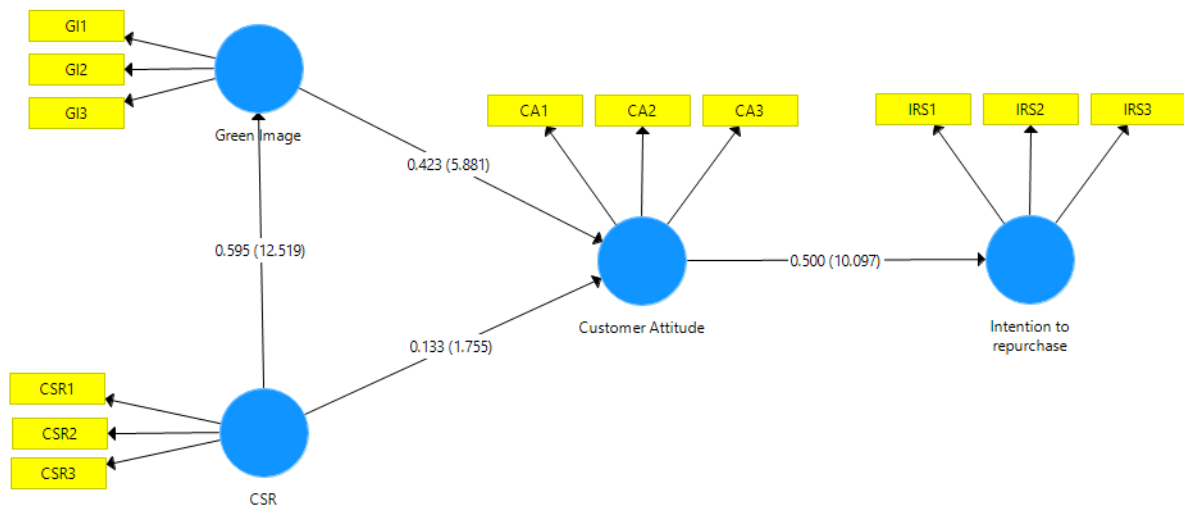 GI1
GI2
GI3
Green Image
CA1
CA2
CA3
IRS1
IRS2
IRS3
0.423 (5.881)
0.595 (12.519)
0.500 (10.097)
Customer Attitude
Intention to
repurchase
0.133 (1.755)
CSR1
CSR2
CSR3
CSR